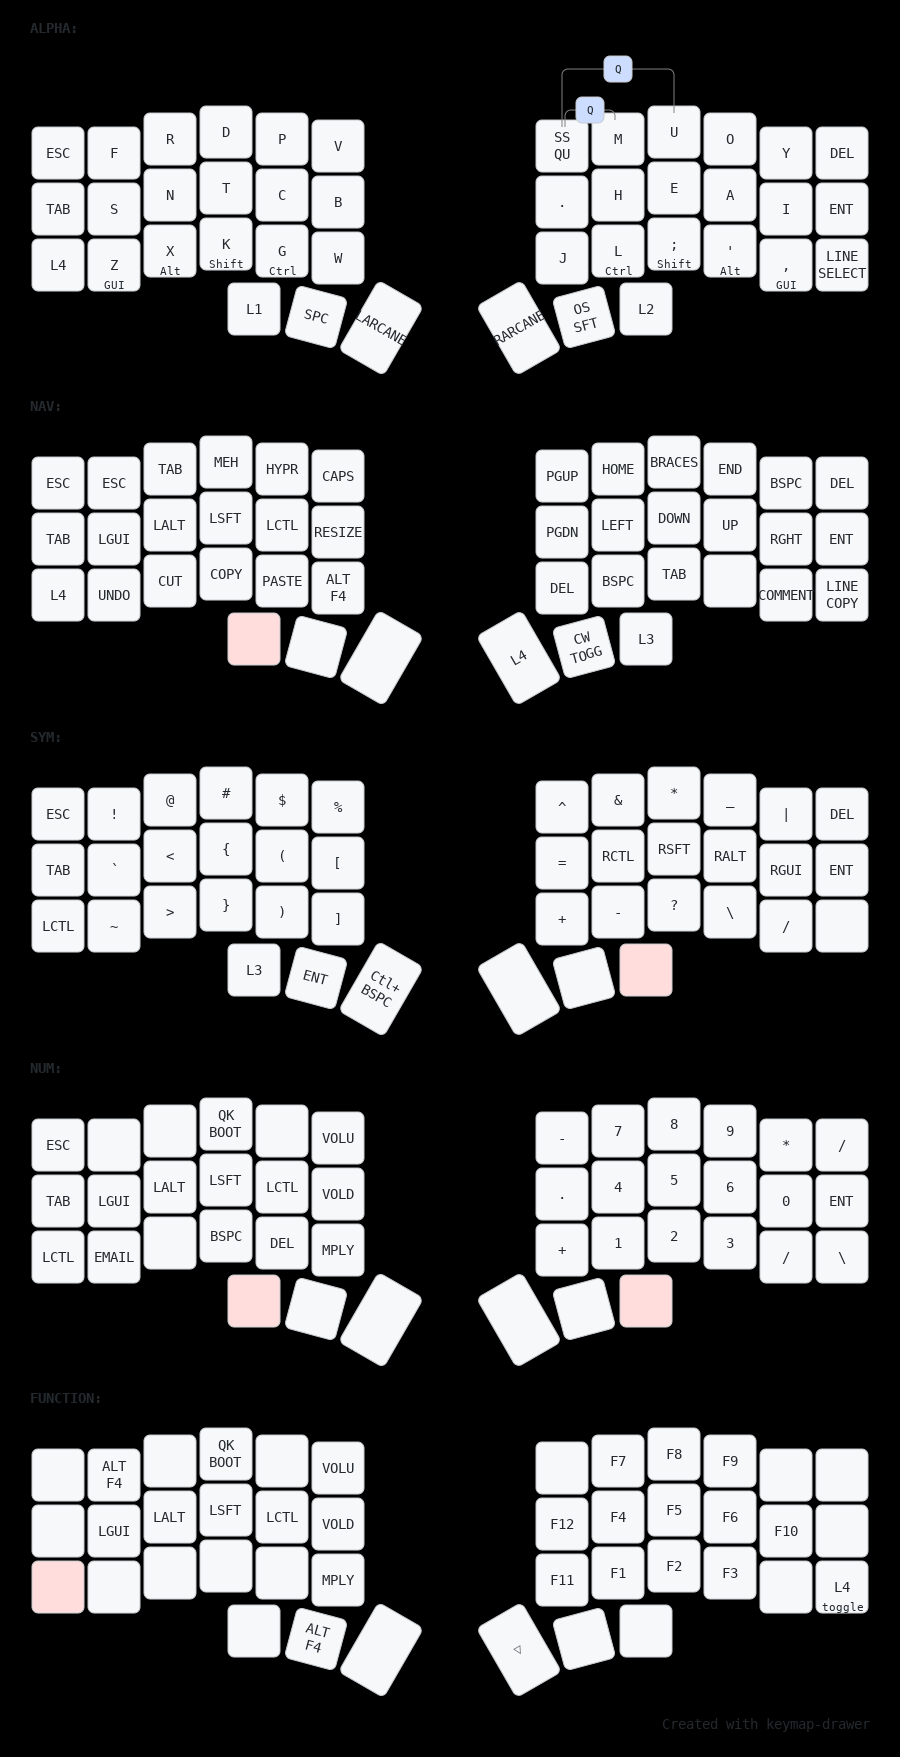 ALPHA:
Q
Q
ESC F R D P V SS QU M U O Y DEL
TAB S N T C B . H E A I ENT
L4 Z GUI X Alt K Shift G Ctrl W J L Ctrl ; Shift ' Alt , GUI LINE SELECT
L1 SPC LARCANE RARCANE OS SFT L2
NAV:
ESC ESC TAB MEH HYPR CAPS PGUP HOME BRACES END BSPC DEL
TAB LGUI LALT LSFT LCTL RESIZE PGDN LEFT DOWN UP RGHT ENT
L4 UNDO CUT COPY PASTE ALT F4 DEL BSPC TAB COMMENT LINE COPY
L4 CW TOGG L3
SYM:
ESC ! @ # $ % ^ & * _ | DEL
TAB ` < { ( [ = RCTL RSFT RALT RGUI ENT
LCTL ~ > } ) ] + - ? \ /
L3 ENT Ctl+ BSPC
NUM:
ESC QK BOOT VOLU - 7 8 9 * /
TAB LGUI LALT LSFT LCTL VOLD . 4 5 6 0 ENT
LCTL EMAIL BSPC DEL MPLY + 1 2 3 / \
FUNCTION:
ALT F4 QK BOOT VOLU F7 F8 F9
LGUI LALT LSFT LCTL VOLD F12 F4 F5 F6 F10
MPLY F11 F1 F2 F3 L4 toggle
ALT F4
Created with keymap-drawer